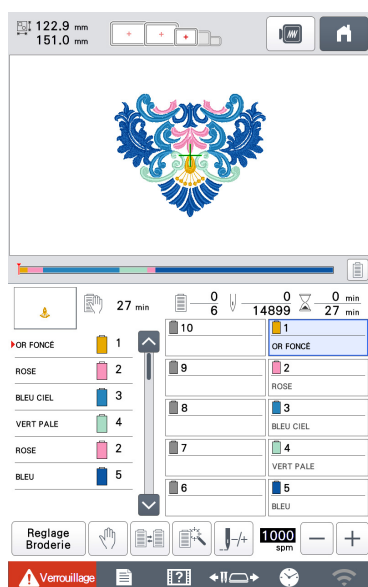 122.9 mm
151.0 mm
27 min
0
6
0
14899
0 min
27 min
OR FONCÉ 1
ROSE 2
BLEU CIEL 3
VERT PALE 4
ROSE 2
BLEU 5
10
1
OR FONCÉ
9
2
ROSE
8
3
BLEU CIEL
7
4
VERT PALE
6
5
BLEU
Reglage
Broderie
-/+
1000
spm
−
+
Verrouillage
?